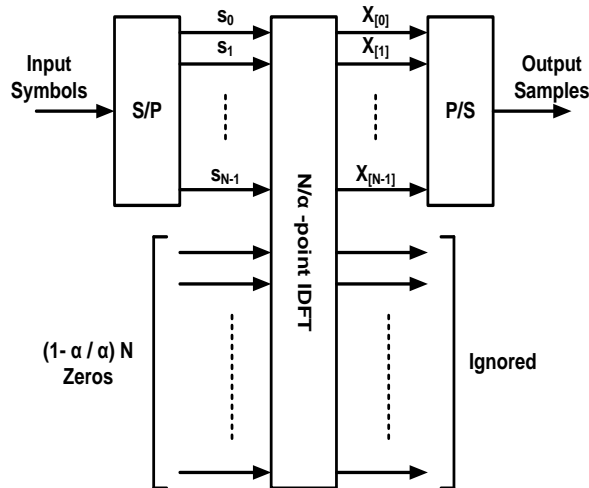 s0
X[0]
s1
X[1]
Input
Symbols
S/P
P/S
Output
Samples
sN-1
X[N-1]
N/α -point IDFT
(1- α / α) N
Zeros
Ignored